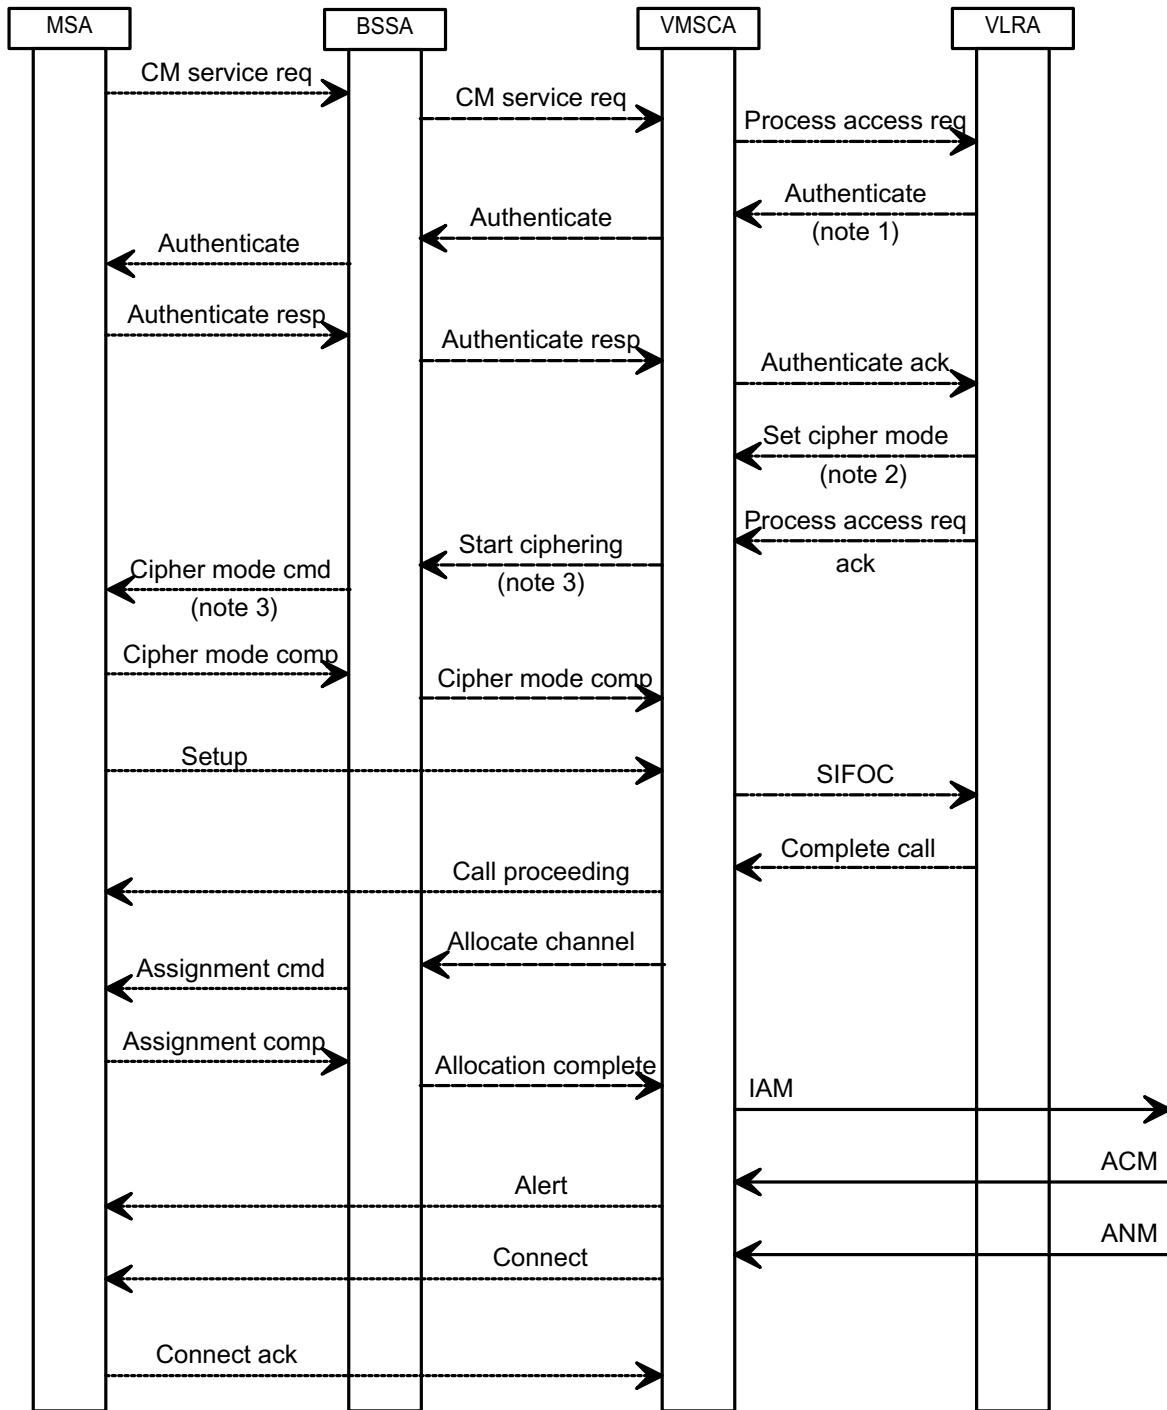 MSA
BSSA
VMSCA
VLRA
CM service req
CM service req
Process access req
Authenticate
(note 1)
Authenticate
Authenticate
Authenticate resp
Authenticate resp
Authenticate ack
Set cipher mode
(note 2)
Process access req
ack
Start ciphering
(note 3)
Cipher mode cmd
(note 3)
Cipher mode comp
Cipher mode comp
Setup
SIFOC
Complete call
Call proceeding
Allocate channel
Assignment cmd
Assignment comp
Allocation complete
IAM
ACM
Alert
ANM
Connect
Connect ack